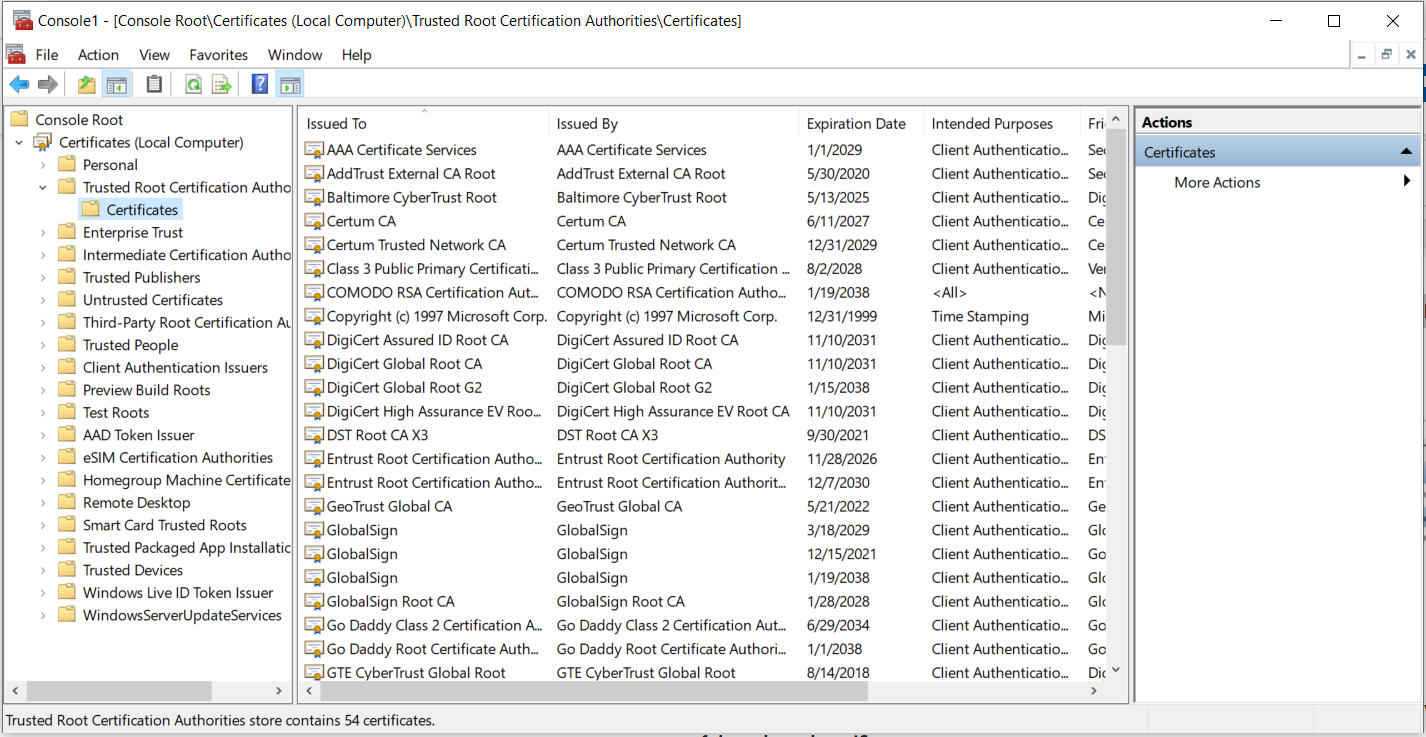 Console1 - [Console Root\Certificates (Local Computer)\Trusted Root Certification Authorities\Certificates]
File Action View Favorites Window Help
Console Root
Certificates (Local Computer)
Personal
Trusted Root Certification Autho
Certificates
Enterprise Trust
Intermediate Certification Autho
Trusted Publishers
Untrusted Certificates
Third-Party Root Certification Au
Trusted People
Client Authentication Issuers
Preview Build Roots
Test Roots
AAD Token Issuer
eSIM Certification Authorities
Homegroup Machine Certificate
Remote Desktop
Smart Card Trusted Roots
Trusted Packaged App Installatic
Trusted Devices
Windows Live ID Token Issuer
WindowsServerUpdateServices
Issued To Issued By Expiration Date Intended Purposes Fri
AAA Certificate Services AAA Certificate Services 1/1/2029 Client Authenticatio... Sec
AddTrust External CA Root AddTrust External CA Root 5/30/2020 Client Authenticatio... Sec
Baltimore CyberTrust Root Baltimore CyberTrust Root 5/13/2025 Client Authenticatio... Dig
Certum CA Certum CA 6/11/2027 Client Authenticatio... Ce
Certum Trusted Network CA Certum Trusted Network CA 12/31/2029 Client Authenticatio... Ce
Class 3 Public Primary Certificati... Class 3 Public Primary Certification ... 8/2/2028 Client Authenticatio... Ver
COMODO RSA Certification Aut... COMODO RSA Certification Autho... 1/19/2038 <All> <N
Copyright (c) 1997 Microsoft Corp. Copyright (c) 1997 Microsoft Corp. 12/31/1999 Time Stamping Mi
DigiCert Assured ID Root CA DigiCert Assured ID Root CA 11/10/2031 Client Authenticatio... Dig
DigiCert Global Root CA DigiCert Global Root CA 11/10/2031 Client Authenticatio... Dig
DigiCert Global Root G2 DigiCert Global Root G2 1/15/2038 Client Authenticatio... Dig
DigiCert High Assurance EV Roo... DigiCert High Assurance EV Root CA 11/10/2031 Client Authenticatio... Dig
DST Root CA X3 DST Root CA X3 9/30/2021 Client Authenticatio... DS
Entrust Root Certification Autho... Entrust Root Certification Authority 11/28/2026 Client Authenticatio... En
Entrust Root Certification Autho... Entrust Root Certification Authorit... 12/7/2030 Client Authenticatio... En
GeoTrust Global CA GeoTrust Global CA 5/21/2022 Client Authenticatio... Ge
GlobalSign GlobalSign 3/18/2029 Client Authenticatio... Glo
GlobalSign GlobalSign 12/15/2021 Client Authenticatio... Go
GlobalSign GlobalSign 1/19/2038 Client Authenticatio... Glo
GlobalSign Root CA GlobalSign Root CA 1/28/2028 Client Authenticatio... Glo
Go Daddy Class 2 Certification A... Go Daddy Class 2 Certification Aut... 6/29/2034 Client Authenticatio... Go
Go Daddy Root Certificate Auth... Go Daddy Root Certificate Authori... 1/1/2038 Client Authenticatio... Go
GTE CyberTrust Global Root GTE CyberTrust Global Root 8/14/2018 Client Authenticatio... Dig
Actions
Certificates
More Actions
Trusted Root Certification Authorities store contains 54 certificates.